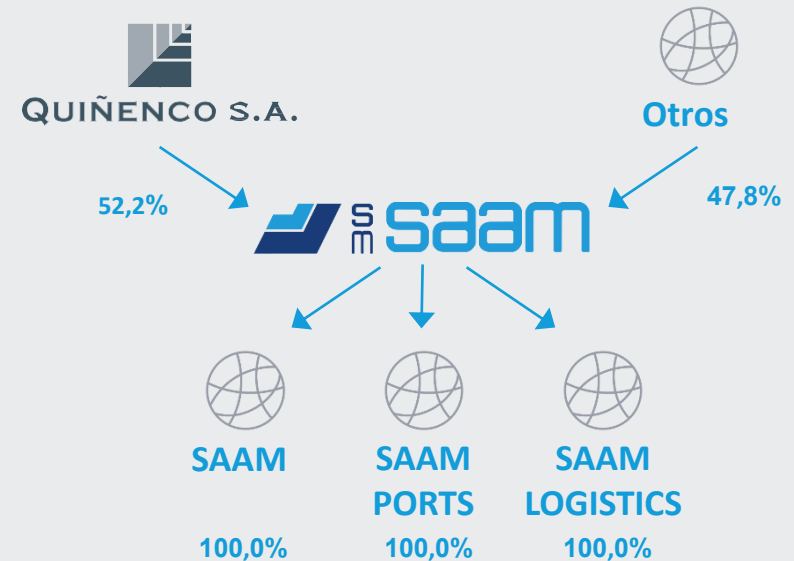 QUIÑENCO S.A.
Otros
52,2%
47,8%
SM saam
SAAM
SAAM
PORTS
SAAM
LOGISTICS
100,0%
100,0%
100,0%